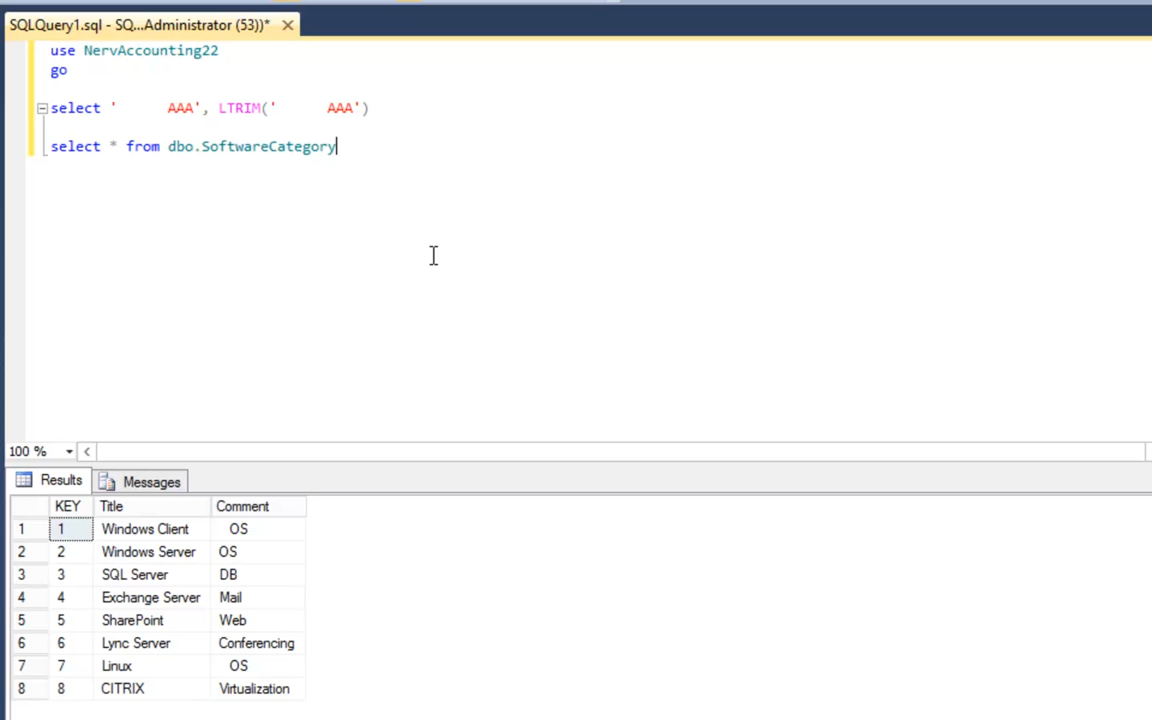 SQLQuery1.sql - SQ...Administrator (53))* ✕
use NervAccounting22
go
select '      AAA', LTRIM('      AAA')
select * from dbo.SoftwareCategory
100 %
Results Messages
KEY Title Comment
1 1 Windows Client    OS
2 2 Windows Server OS
3 3 SQL Server DB
4 4 Exchange Server Mail
5 5 SharePoint Web
6 6 Lync Server Conferencing
7 7 Linux    OS
8 8 CITRIX Virtualization